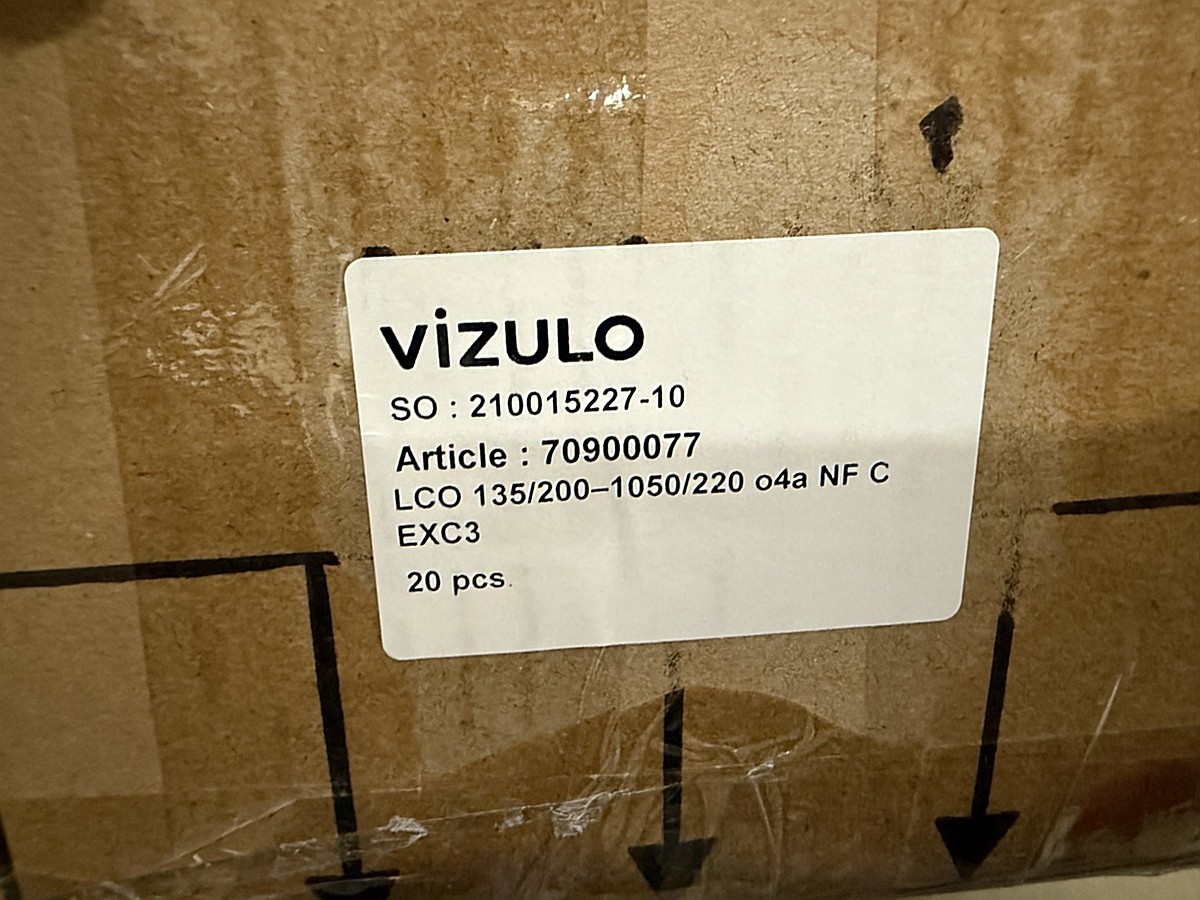 ViZULO
SO : 210015227-10
Article : 70900077
LCO 135/200–1050/220 o4a NF C
EXC3
20 pcs.